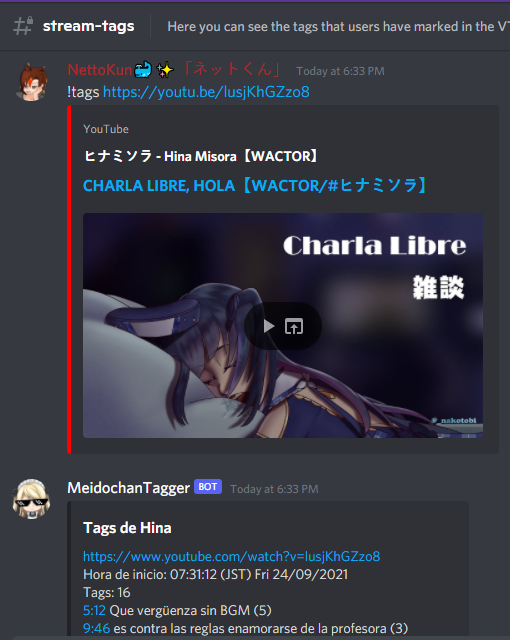 stream-tags
Here you can see the tags that users have marked in the VT
NettoKun🐳✨「ネットくん」 Today at 6:33 PM
!tags https://youtu.be/lusjKhGZzo8
YouTube
ヒナミソラ - Hina Misora【WACTOR】
CHARLA LIBRE, HOLA【WACTOR/#ヒナミソラ】
Charla Libre
雑談
@_nakotobi
MeidochanTagger BOT Today at 6:33 PM
Tags de Hina
https://www.youtube.com/watch?v=lusjKhGZzo8
Hora de inicio: 07:31:12 (JST) Fri 24/09/2021
Tags: 16
5:12 Que vergüenza sin BGM (5)
9:46 es contra las reglas enamorarse de la profesora (3)